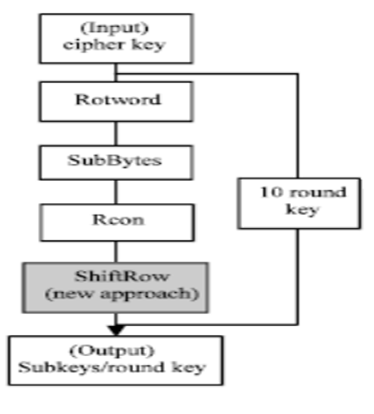 (Input)
cipher key
Rotword
SubBytes
Rcon
10 round
key
ShiftRow
(new approach)
(Output)
Subkeys/round key